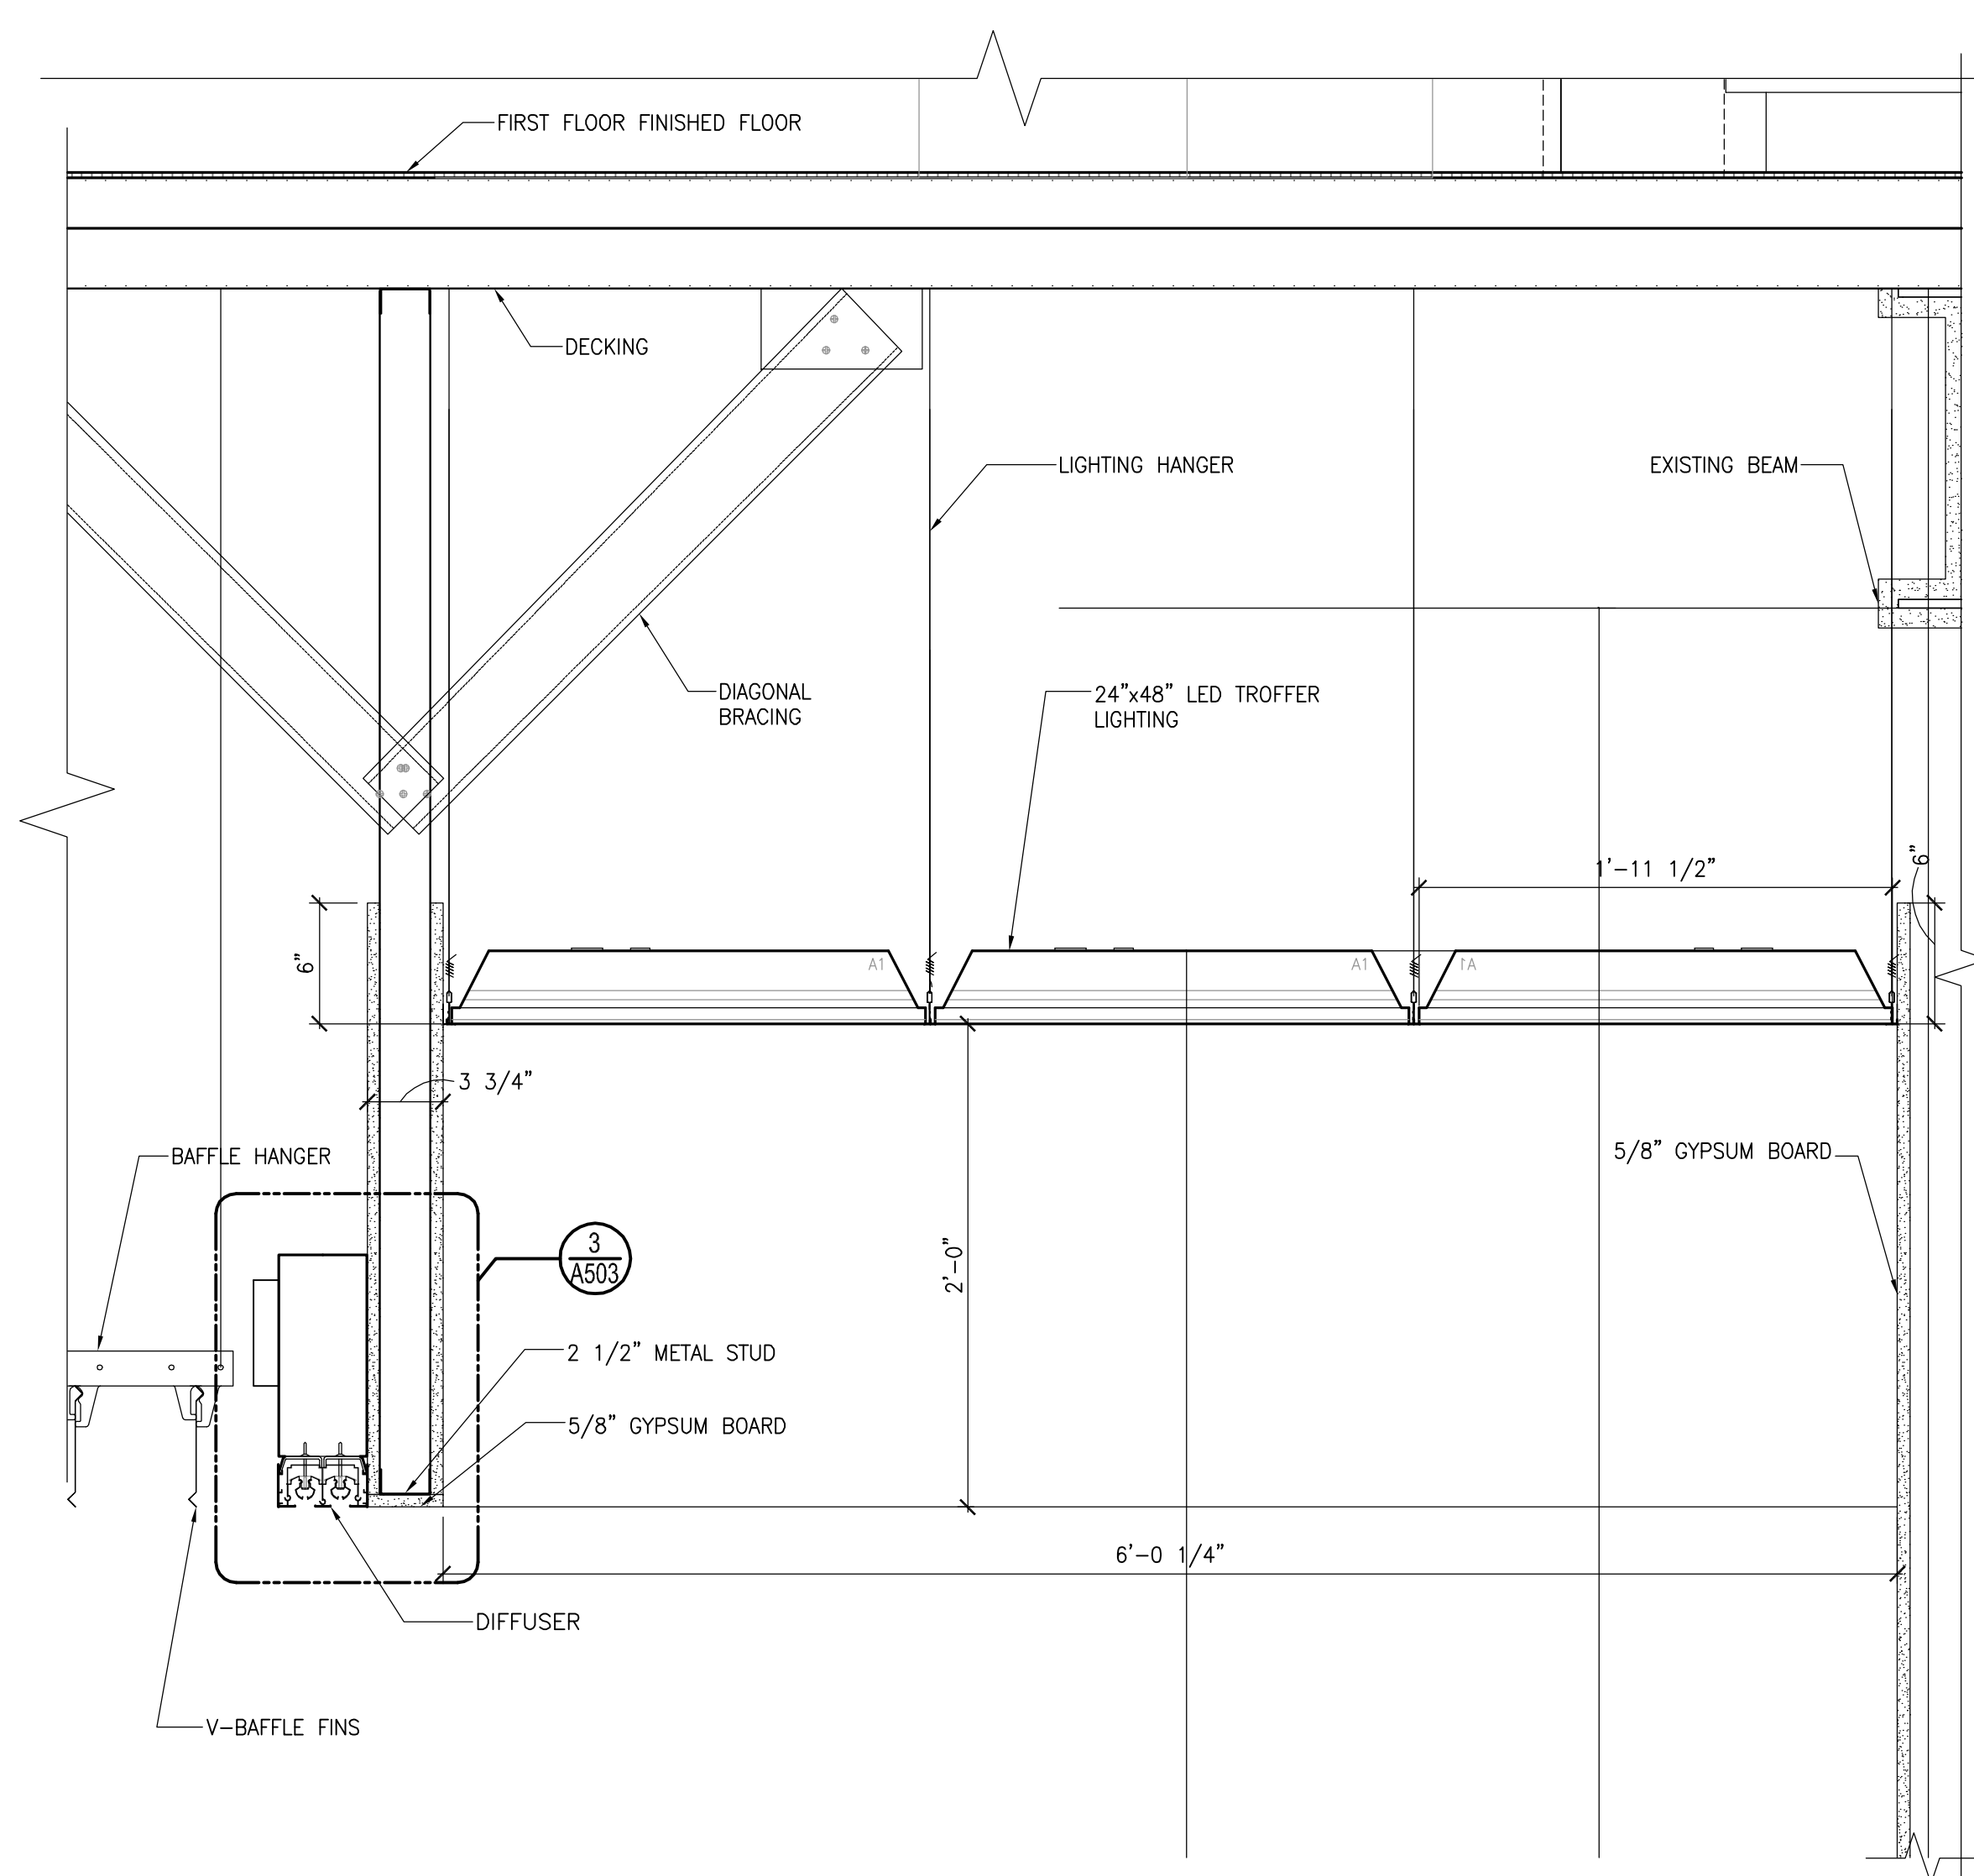 FIRST FLOOR FINISHED FLOOR
DECKING
LIGHTING HANGER
EXISTING BEAM
DIAGONAL
BRACING
24”x48” LED TROFFER
LIGHTING
1’-11 1/2”
6”
6”
A1
A1
A1
3 3/4”
BAFFLE HANGER
5/8” GYPSUM BOARD
3
A503
2’-0”
2 1/2” METAL STUD
5/8” GYPSUM BOARD
6’-0 1/4”
DIFFUSER
V-BAFFLE FINS